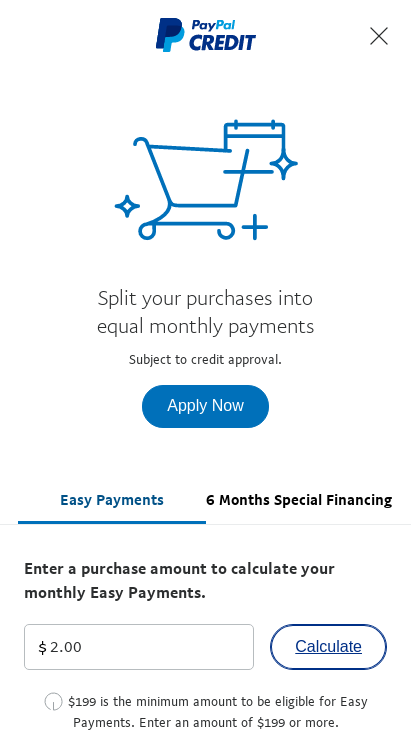 PayPal
CREDIT
Split your purchases into
equal monthly payments
Subject to credit approval.
Apply Now
Easy Payments
6 Months Special Financing
Enter a purchase amount to calculate your
monthly Easy Payments.
$ 2.00
Calculate
$199 is the minimum amount to be eligible for Easy
Payments. Enter an amount of $199 or more.